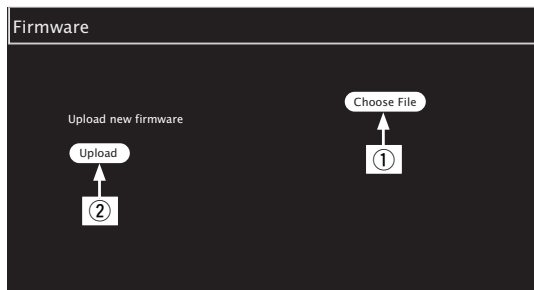 Firmware
Choose File
Upload new firmware
Upload
①
②